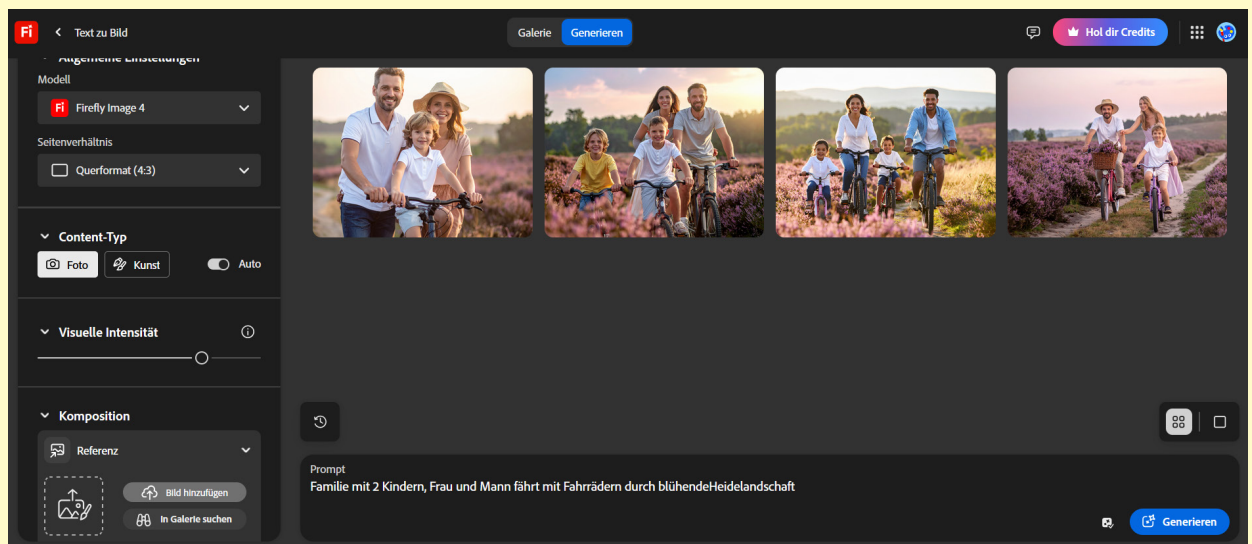 Fi Text zu Bild
Galerie Generieren
Hol dir Credits
Allgemeine Einstellungen
Modell
Fi Firefly Image 4
Seitenverhältnis
Querformat (4:3)
Content-Typ
Foto Kunst Auto
Visuelle Intensität
Komposition
Referenz
Bild hinzufügen
In Galerie suchen
Prompt
Familie mit 2 Kindern, Frau und Mann fährt mit Fahrrädern durch blühendeHeidelandschaft
Generieren